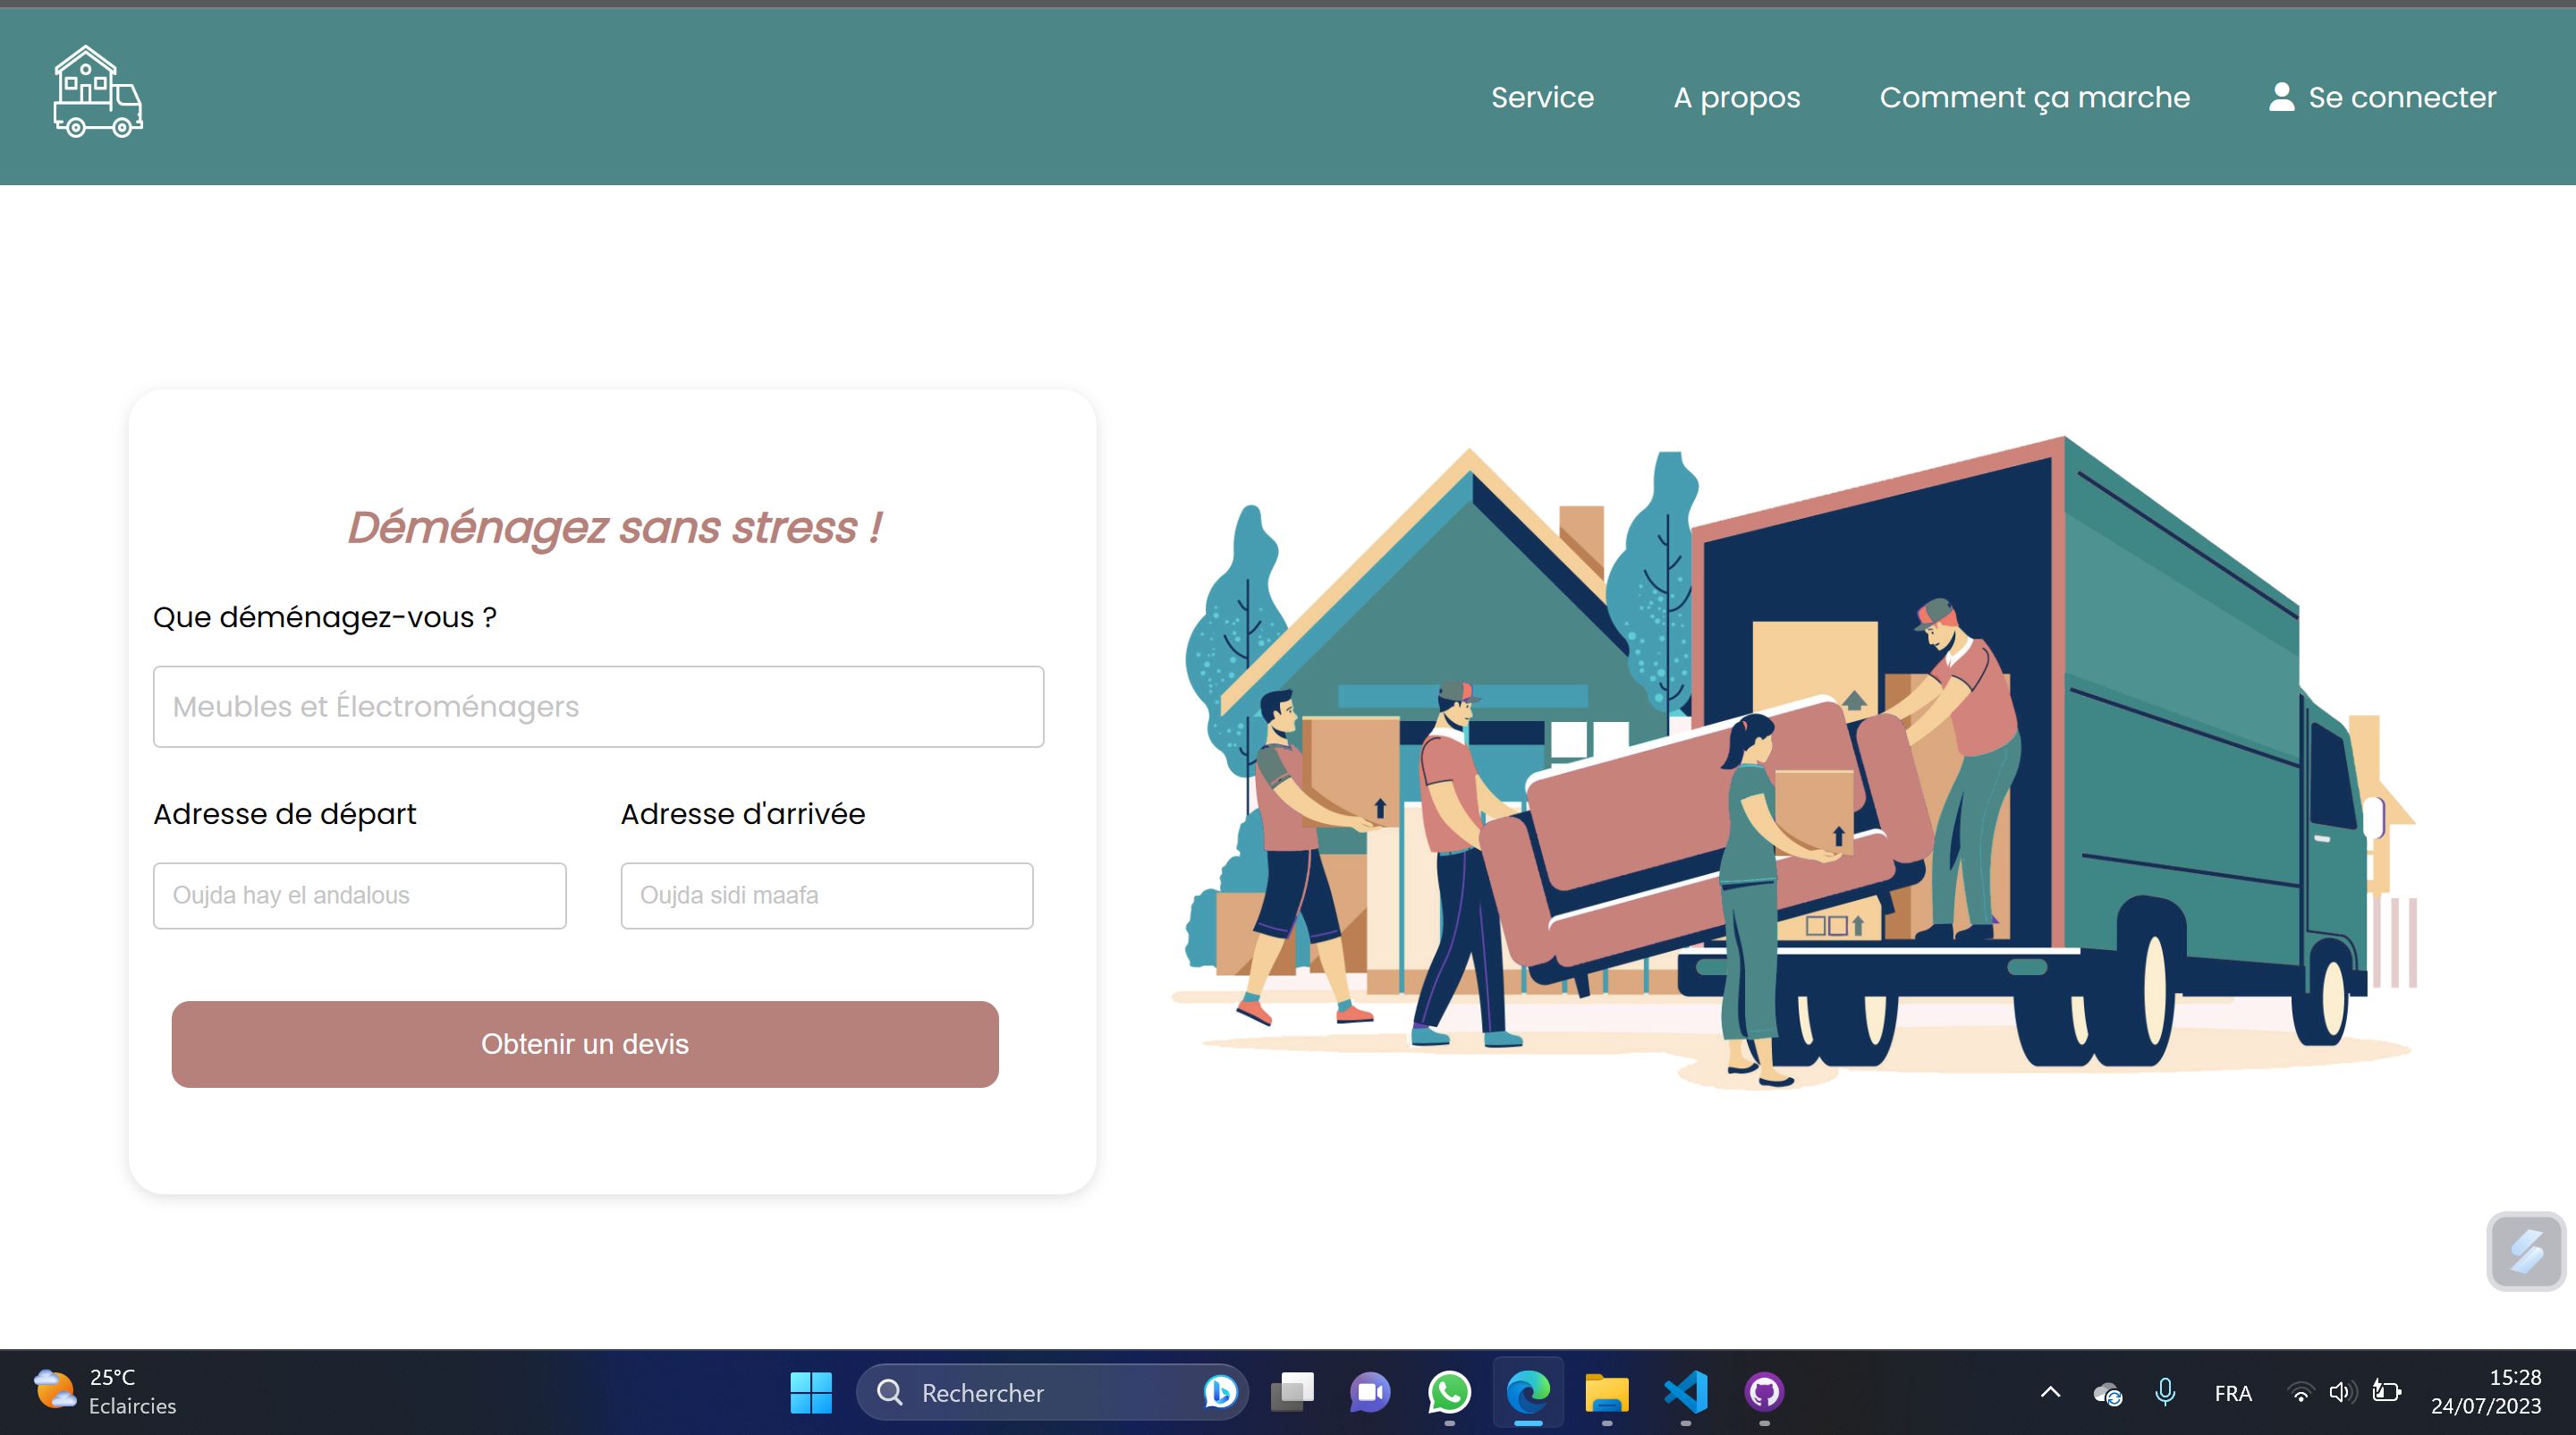 Service
A propos
Comment ça marche
Se connecter
Déménagez sans stress !
Que déménagez-vous ?
Meubles et Électroménagers
Adresse de départ
Adresse d'arrivée
Oujda hay el andalous
Oujda sidi maafa
Obtenir un devis
25°C
Eclaircies
Rechercher
FRA
15:28
24/07/2023